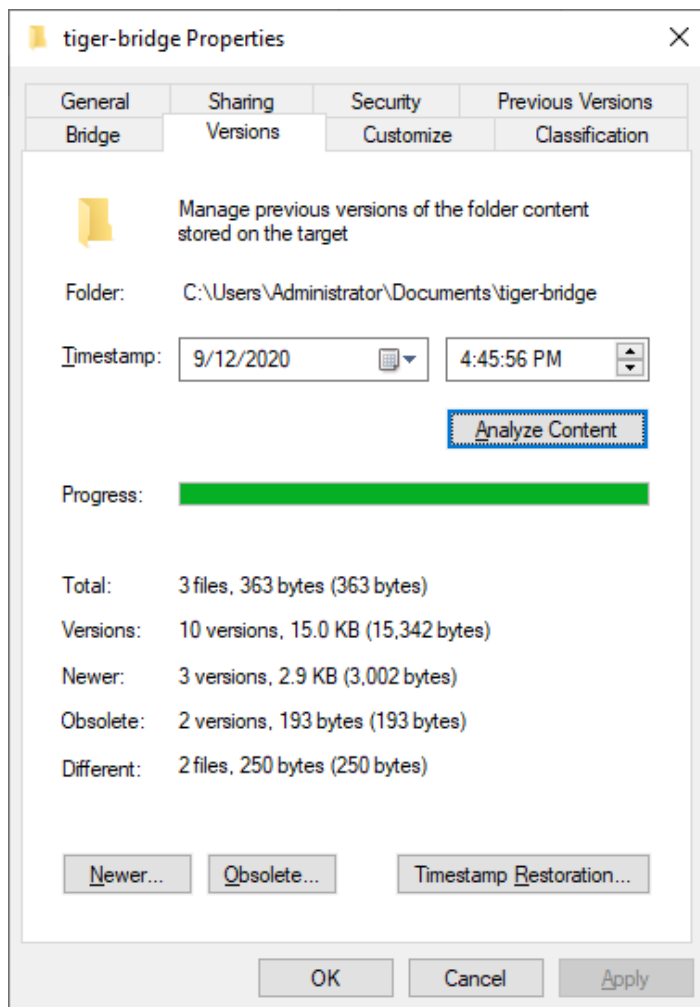 tiger-bridge Properties
General Sharing Security Previous Versions
Bridge Versions Customize Classification
Manage previous versions of the folder content
stored on the target
Folder: C:\Users\Administrator\Documents\tiger-bridge
Timestamp: 9/12/2020 4:45:56 PM
Analyze Content
Progress:
Total: 3 files, 363 bytes (363 bytes)
Versions: 10 versions, 15.0 KB (15,342 bytes)
Newer: 3 versions, 2.9 KB (3,002 bytes)
Obsolete: 2 versions, 193 bytes (193 bytes)
Different: 2 files, 250 bytes (250 bytes)
Newer... Obsolete... Timestamp Restoration...
OK Cancel Apply